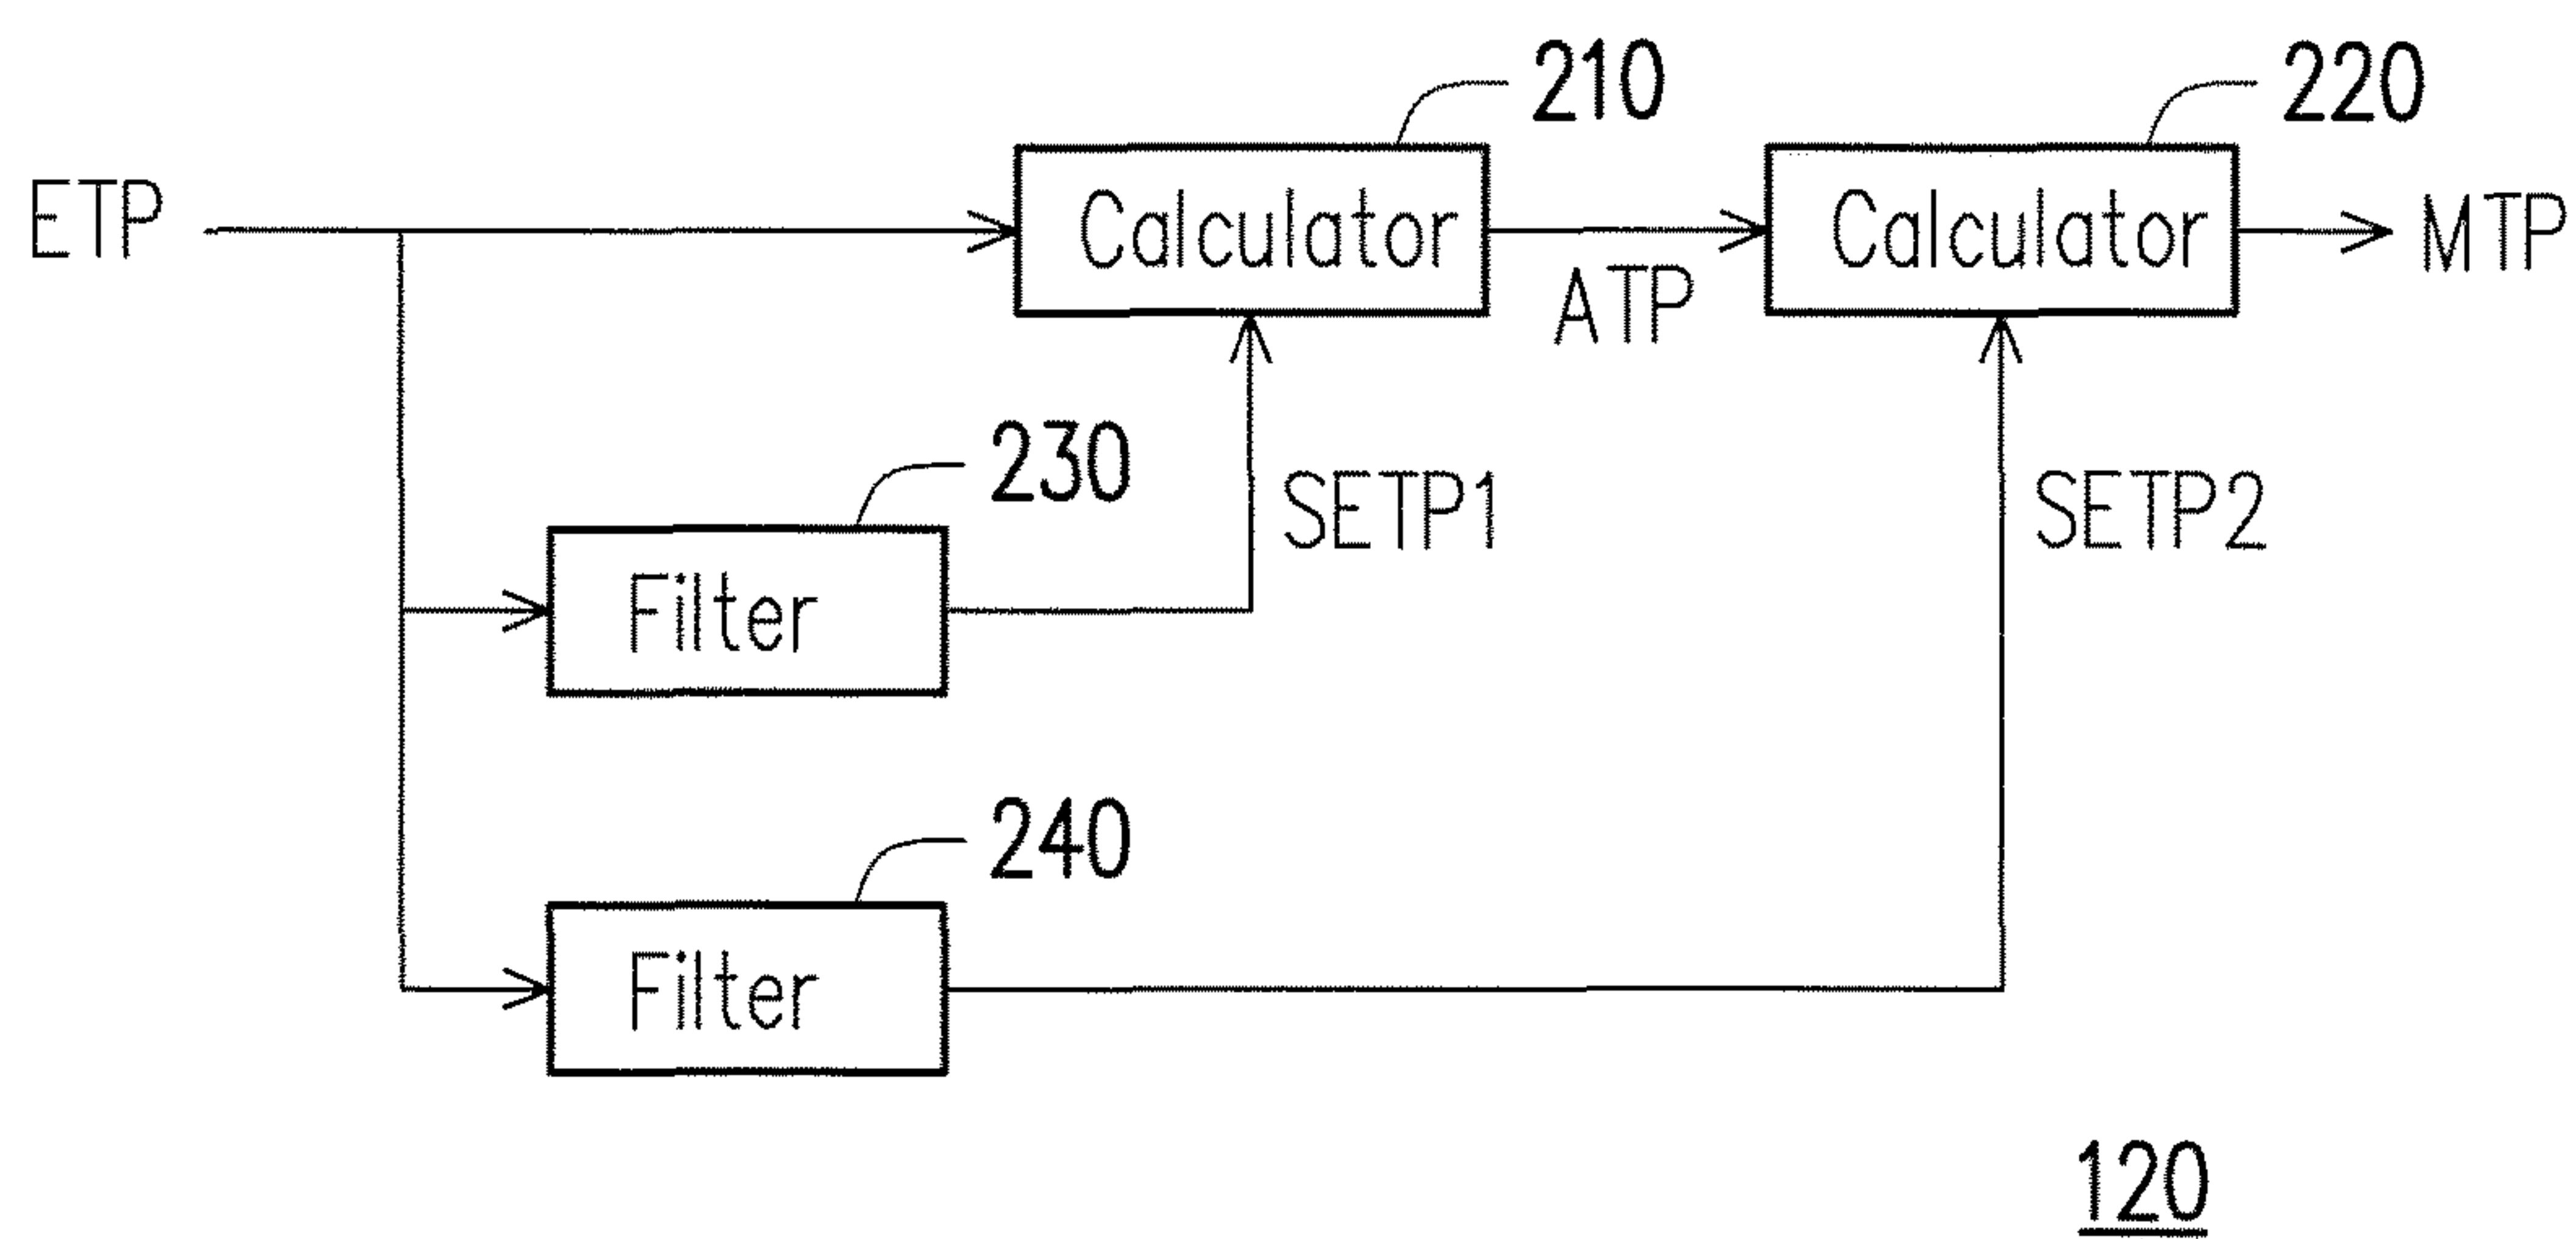 210
220
ETP
Calculator
Calculator
MTP
ATP
230
SETP1
SETP2
Filter
240
Filter
120